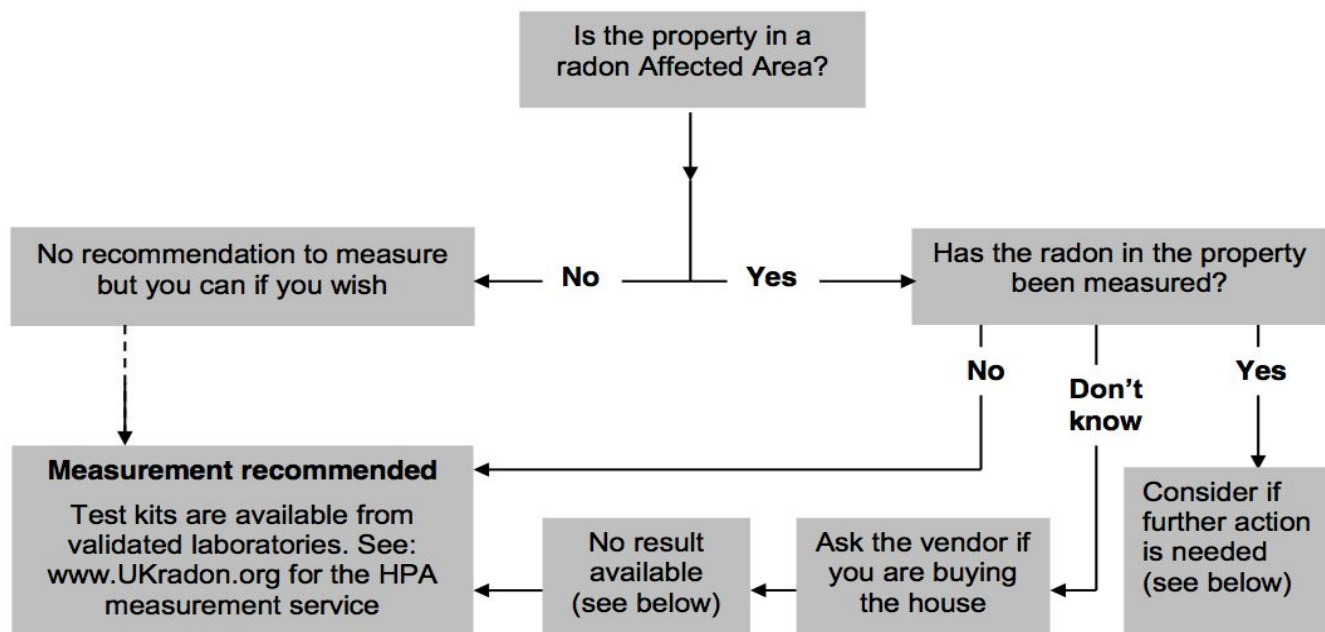 Is the property in a
radon Affected Area?
No recommendation to measure
but you can if you wish
No
Yes
Has the radon in the property
been measured?
No
Don't
know
Yes
Measurement recommended
Test kits are available from
validated laboratories. See:
www.UKradon.org for the HPA
measurement service
No result
available
(see below)
Ask the vendor if
you are buying
the house
Consider if
further action
is needed
(see below)